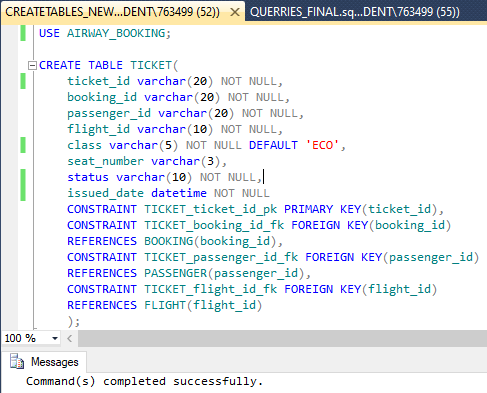 CREATETABLES_NEW...DENT\763499 (52)) × QUERRIES_FINAL.sq...DENT\763499 (55))
USE AIRWAY_BOOKING;
CREATE TABLE TICKET(
ticket_id varchar(20) NOT NULL,
booking_id varchar(20) NOT NULL,
passenger_id varchar(20) NOT NULL,
flight_id varchar(10) NOT NULL,
class varchar(5) NOT NULL DEFAULT 'ECO',
seat_number varchar(3),
status varchar(10) NOT NULL,
issued_date datetime NOT NULL
CONSTRAINT TICKET_ticket_id_pk PRIMARY KEY(ticket_id),
CONSTRAINT TICKET_booking_id_fk FOREIGN KEY(booking_id)
REFERENCES BOOKING(booking_id),
CONSTRAINT TICKET_passenger_id_fk FOREIGN KEY(passenger_id)
REFERENCES PASSENGER(passenger_id),
CONSTRAINT TICKET_flight_id_fk FOREIGN KEY(flight_id)
REFERENCES FLIGHT(flight_id)
);
100 %
Messages
Command(s) completed successfully.